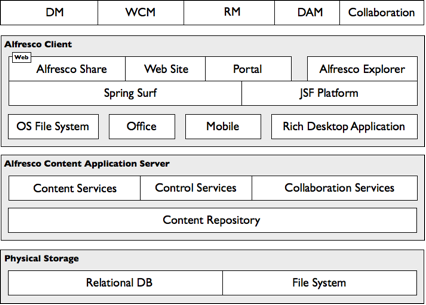 DM WCM RM DAM Collaboration
Alfresco Client
Web
Alfresco Share Web Site Portal Alfresco Explorer
Spring Surf JSF Platform
OS File System Office Mobile Rich Desktop Application
Alfresco Content Application Server
Content Services Control Services Collaboration Services
Content Repository
Physical Storage
Relational DB File System